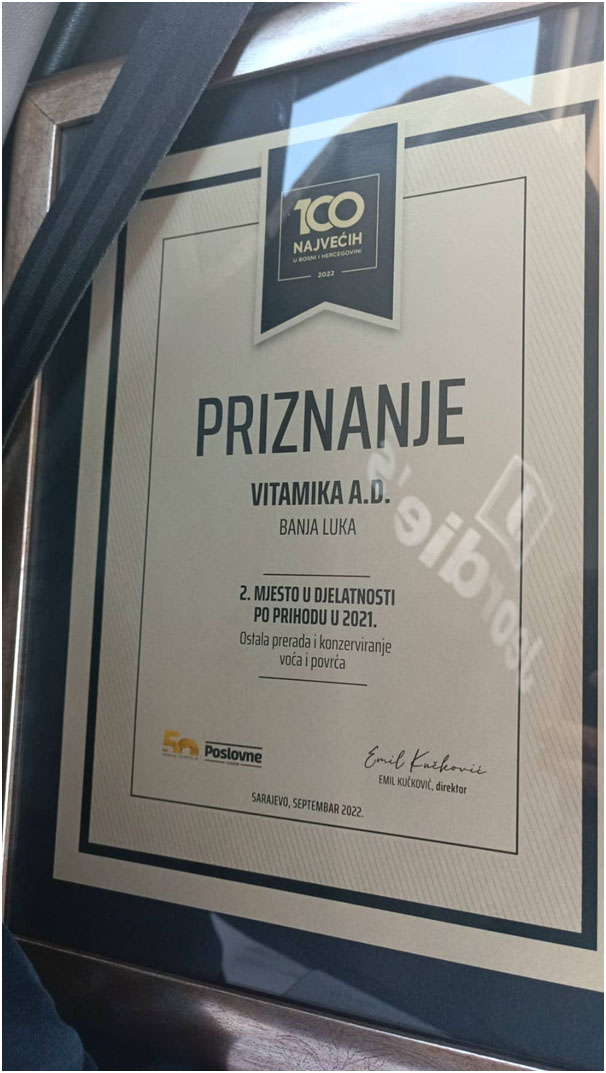 100
NAJVEĆIH
U BOSNI I HERCEGOVINI
2022
PRIZNANJE
VITAMIKA A.D.
BANJA LUKA
2. MJESTO U DJELATNOSTI
PO PRIHODU U 2021.
Ostala prerada i konzerviranje
voća i povrća
50
Poslovne
Emil Kučković
EMIL KUČKOVIĆ, direktor
SARAJEVO, SEPTEMBAR 2022.